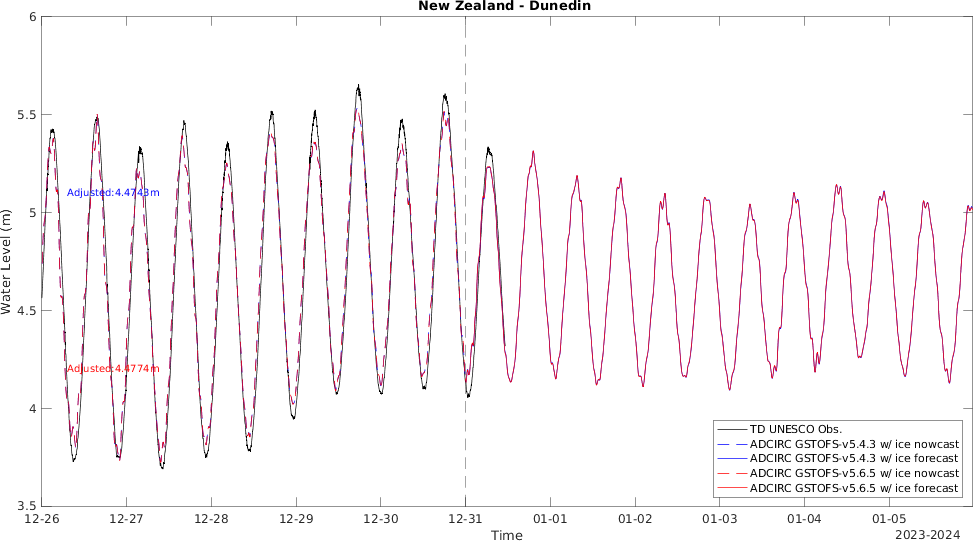 New Zealand - Dunedin
6
5.5
5
4.5
4
3.5
Water Level (m)
Adjusted:4.4743m
Adjusted:4.4774m
TD UNESCO Obs.
ADCIRC GSTOFS-v5.4.3 w/ ice nowcast
ADCIRC GSTOFS-v5.4.3 w/ ice forecast
ADCIRC GSTOFS-v5.6.5 w/ ice nowcast
ADCIRC GSTOFS-v5.6.5 w/ ice forecast
12-26 12-27 12-28 12-29 12-30 12-31 01-01 01-02 01-03 01-04 01-05
Time
2023-2024